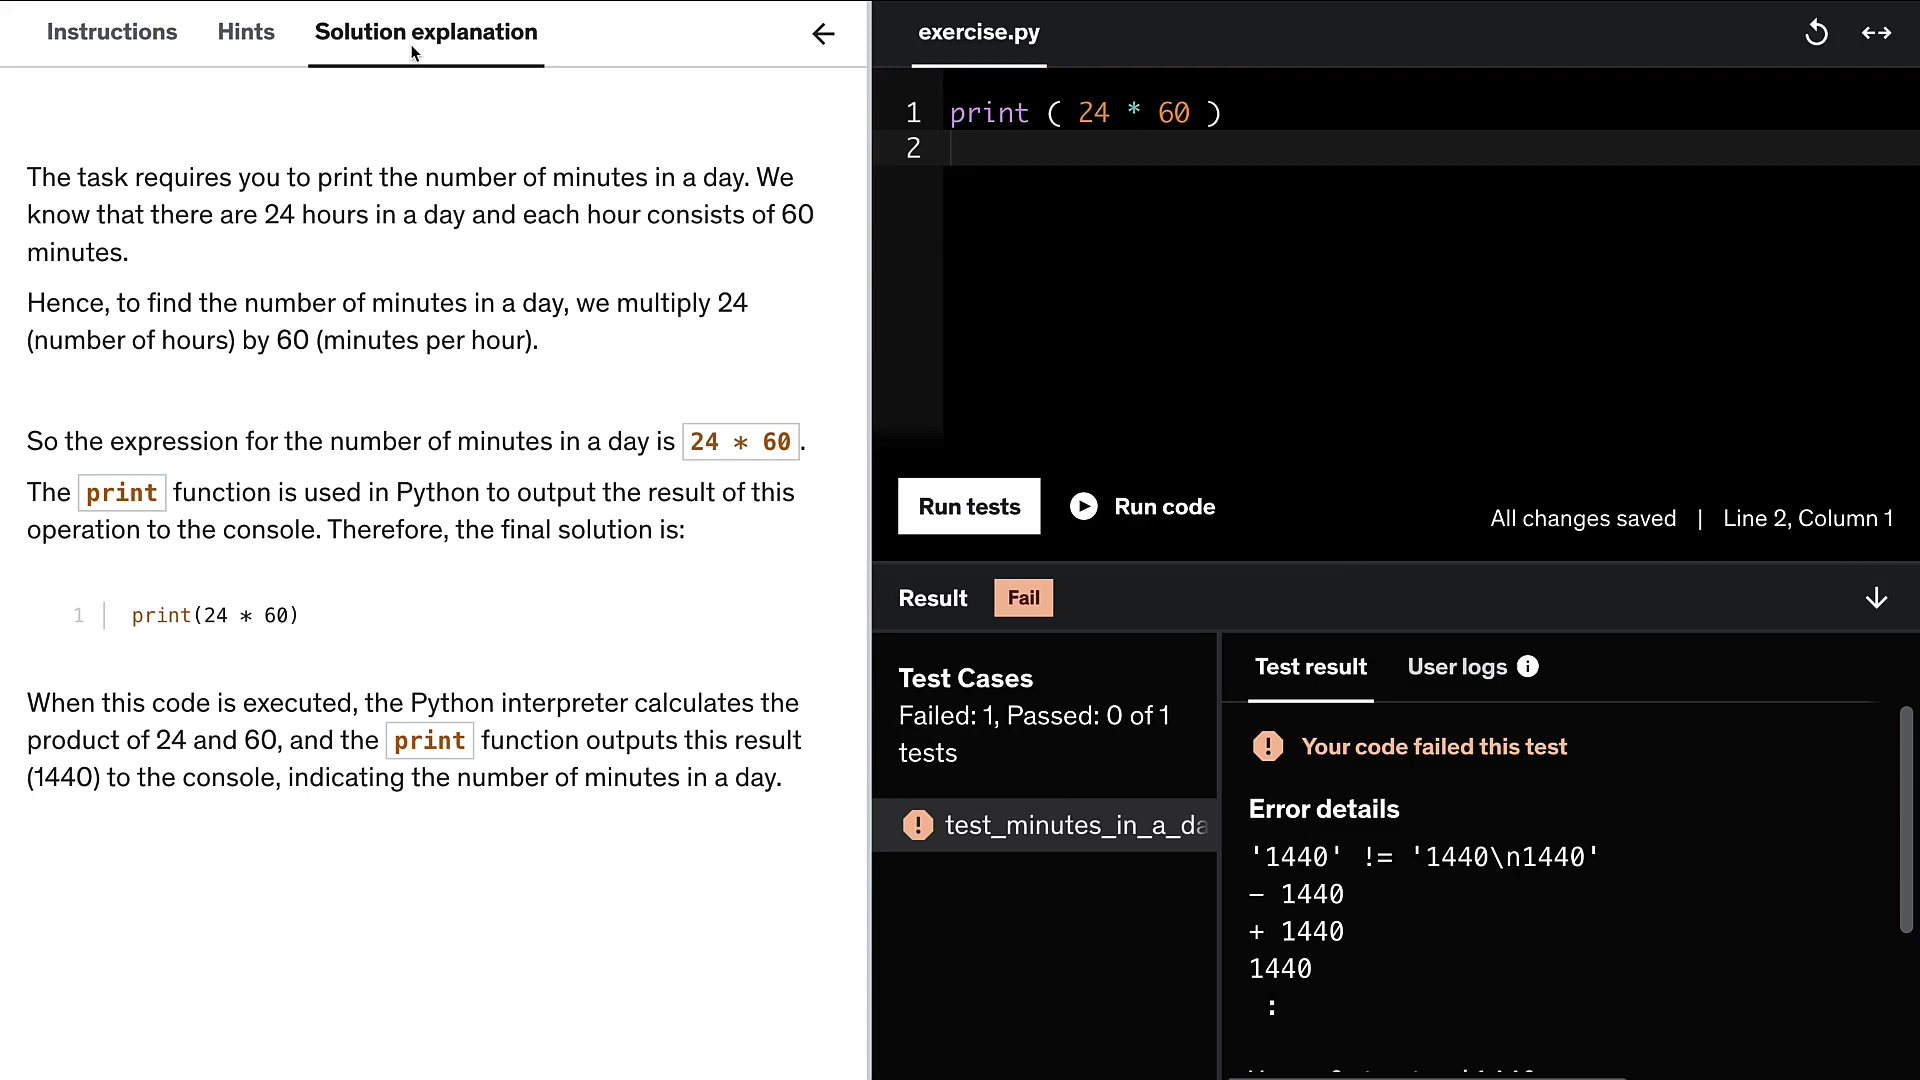 Instructions Hints Solution explanation
The task requires you to print the number of minutes in a day. We
know that there are 24 hours in a day and each hour consists of 60
minutes.
Hence, to find the number of minutes in a day, we multiply 24
(number of hours) by 60 (minutes per hour).
So the expression for the number of minutes in a day is 24 * 60.
The print function is used in Python to output the result of this
operation to the console. Therefore, the final solution is:
1 print(24 * 60)
When this code is executed, the Python interpreter calculates the
product of 24 and 60, and the print function outputs this result
(1440) to the console, indicating the number of minutes in a day.
exercise.py
1 print ( 24 * 60 )
2
Run tests Run code
All changes saved | Line 2, Column 1
Result Fail
Test Cases
Failed: 1, Passed: 0 of 1
tests
test_minutes_in_a_da
Test result User logs
Your code failed this test
Error details
'1440' != '1440\n1440'
- 1440
+ 1440
1440
: